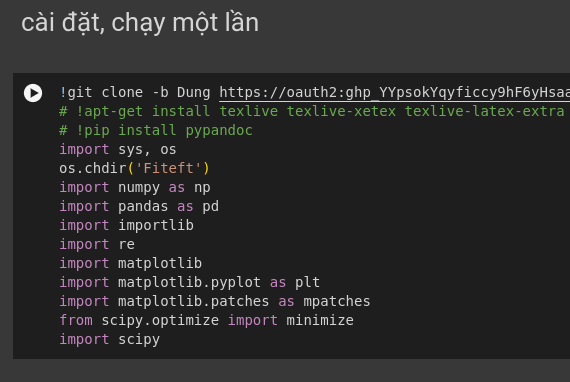 cài đặt, chạy một lần
!git clone -b Dung https://oauth2:ghp_YYpsokYqyficcy9hF6yHsaa
# !apt-get install texlive texlive-xetex texlive-latex-extra
# !pip install pypandoc
import sys, os
os.chdir('Fiteft')
import numpy as np
import pandas as pd
import importlib
import re
import matplotlib
import matplotlib.pyplot as plt
import matplotlib.patches as mpatches
from scipy.optimize import minimize
import scipy